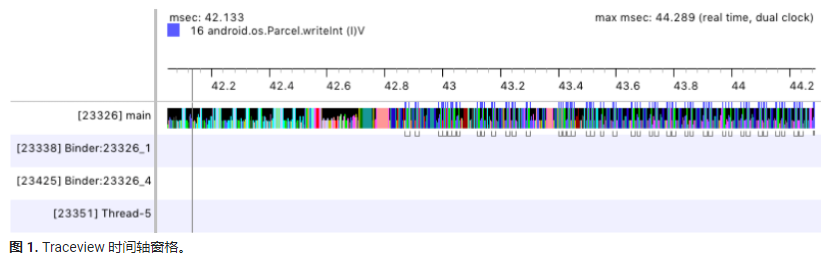 msec: 42.133
max msec: 44.289 (real time, dual clock)
16 android.os.Parcel.writeInt (I)V
42.2 42.4 42.6 42.8 43 43.2 43.4 43.6 43.8 44 44.2
[23326] main
[23338] Binder:23326_1
[23425] Binder:23326_4
[23351] Thread-5
图 1. Traceview 时间轴窗格。